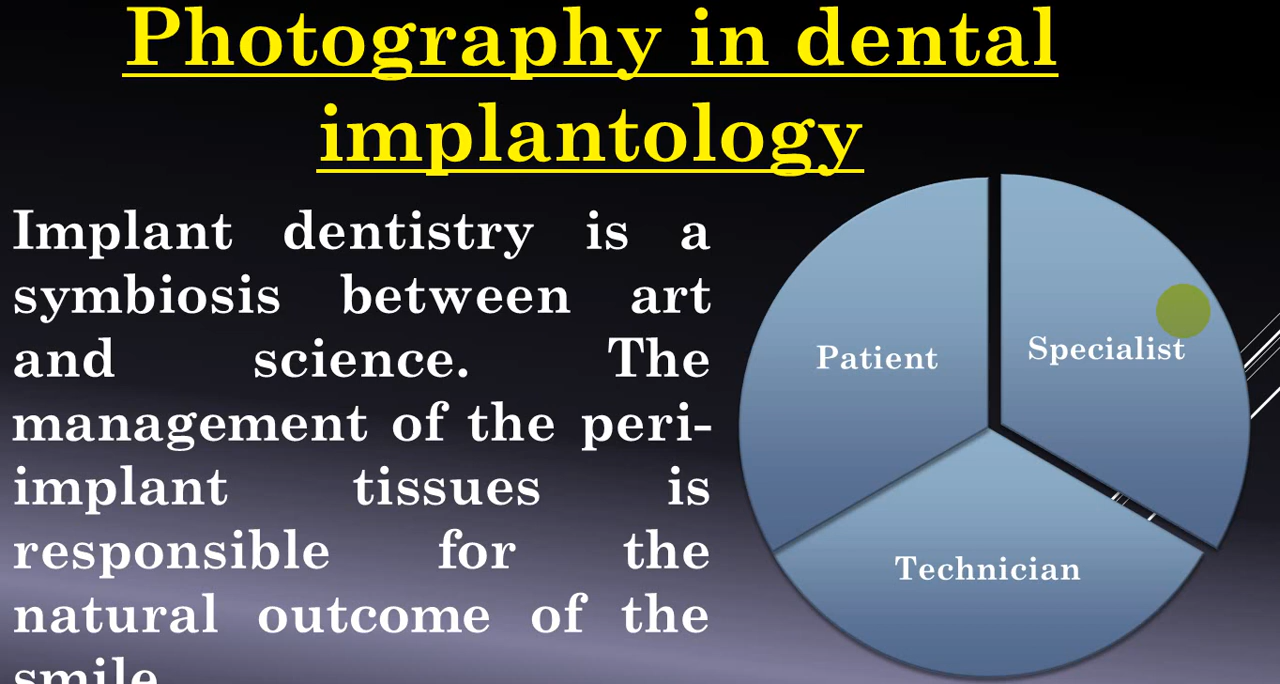 Photography in dental
implantology
Implant dentistry is a
symbiosis between art
and science. The
management of the peri-
implant tissues is
responsible for the
natural outcome of the
smile
Patient
Specialist
Technician